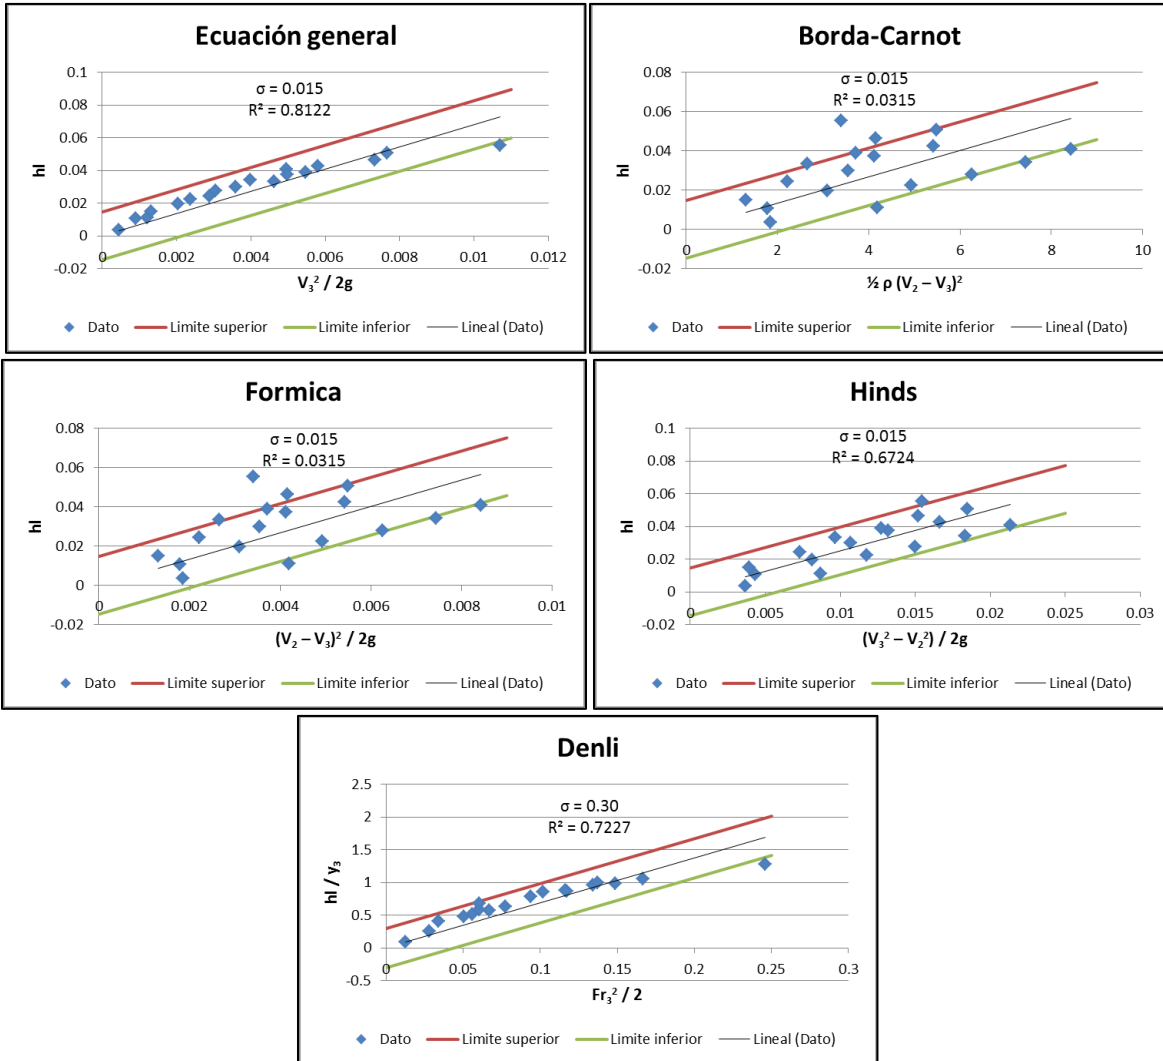 Ecuación general
σ = 0.015
R² = 0.8122
0.1
0.08
0.06
0.04
0.02
0
-0.02
hl
0 0.002 0.004 0.006 0.008 0.01 0.012
V₃² / 2g
Dato Limite superior Limite inferior Lineal (Dato)
Borda-Carnot
σ = 0.015
R² = 0.0315
0.08
0.06
0.04
0.02
0
-0.02
hl
0 2 4 6 8 10
½ ρ (V₂ – V₃)²
Dato Limite superior Limite inferior Lineal (Dato)
Formica
σ = 0.015
R² = 0.0315
0.08
0.06
0.04
0.02
0
-0.02
hl
0 0.002 0.004 0.006 0.008 0.01
(V₂ – V₃)² / 2g
Dato Limite superior Limite inferior Lineal (Dato)
Hinds
σ = 0.015
R² = 0.6724
0.1
0.08
0.06
0.04
0.02
0
-0.02
hl
0 0.005 0.01 0.015 0.02 0.025 0.03
(V₃² – V₂²) / 2g
Dato Limite superior Limite inferior Lineal (Dato)
Denli
σ = 0.30
R² = 0.7227
2.5
2
1.5
1
0.5
0
-0.5
hl / y₃
0 0.05 0.1 0.15 0.2 0.25 0.3
Fr₃² / 2
Dato Limite superior Limite inferior Lineal (Dato)